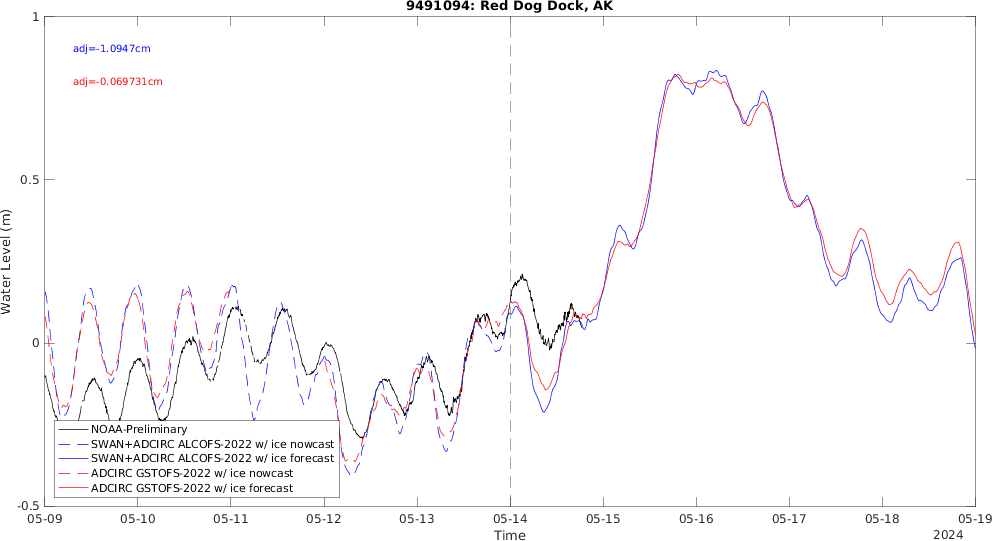 9491094: Red Dog Dock, AK
adj=-1.0947cm
adj=-0.069731cm
Water Level (m)
1
0.5
0
-0.5
NOAA-Preliminary
SWAN+ADCIRC ALCOFS-2022 w/ ice nowcast
SWAN+ADCIRC ALCOFS-2022 w/ ice forecast
ADCIRC GSTOFS-2022 w/ ice nowcast
ADCIRC GSTOFS-2022 w/ ice forecast
05-09 05-10 05-11 05-12 05-13 05-14 05-15 05-16 05-17 05-18 05-19
Time
2024